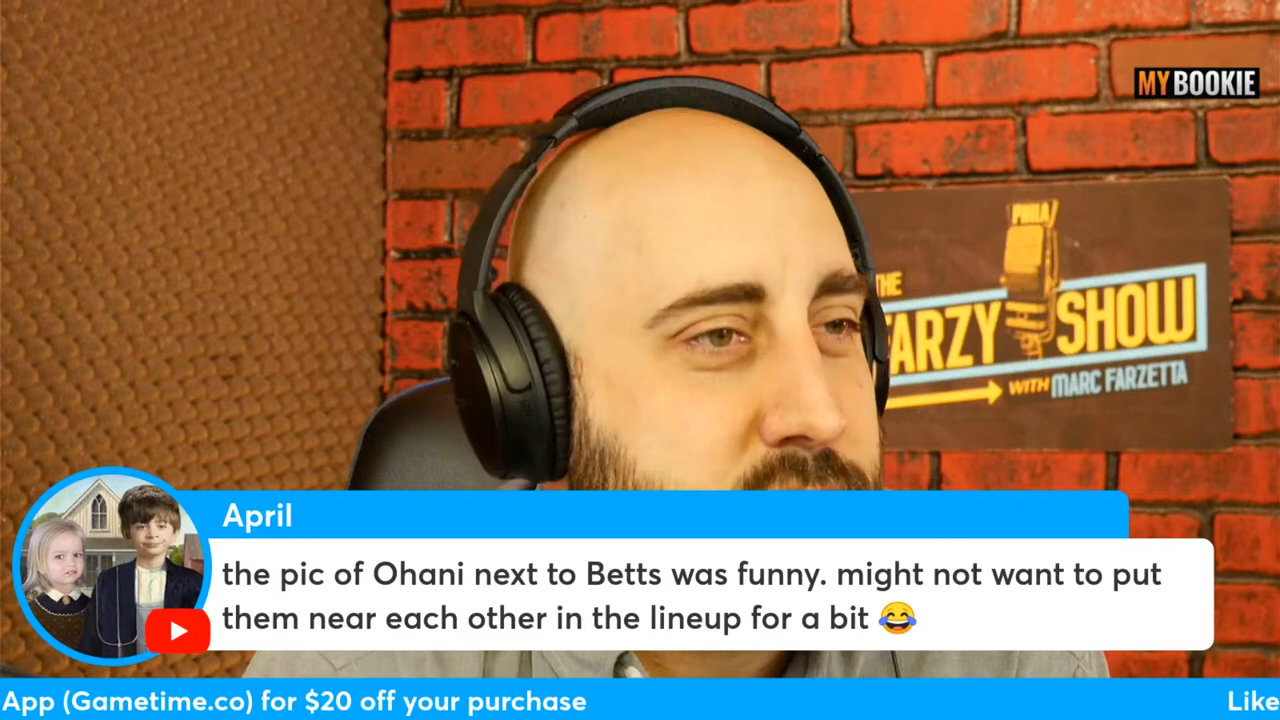 MYBOOKIE
PHILA
THE
FARZY SHOW
WITH MARC FARZETTA
April
the pic of Ohani next to Betts was funny. might not want to put
them near each other in the lineup for a bit 😂
App (Gametime.co) for $20 off your purchase
Like